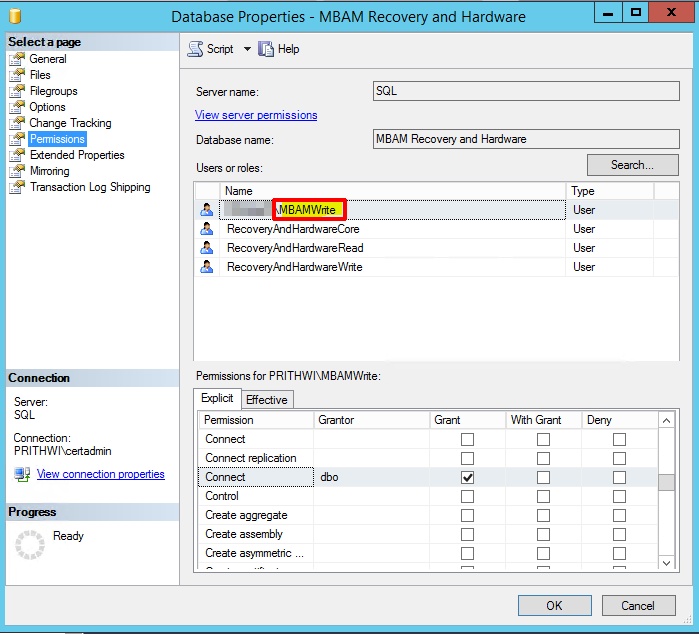 Database Properties - MBAM Recovery and Hardware
Select a page
General
Files
Filegroups
Options
Change Tracking
Permissions
Extended Properties
Mirroring
Transaction Log Shipping
Connection
Server:
SQL
Connection:
PRITHWI\certadmin
View connection properties
Progress
Ready
Script Help
Server name: SQL
View server permissions
Database name: MBAM Recovery and Hardware
Users or roles: Search...
Name Type
\MBAMWrite User
RecoveryAndHardwareCore User
RecoveryAndHardwareRead User
RecoveryAndHardwareWrite User
Permissions for PRITHWI\MBAMWrite:
Explicit Effective
Permission Grantor Grant With Grant Deny
Connect
Connect replication
Connect dbo
Control
Create aggregate
Create assembly
Create asymmetric ...
OK Cancel